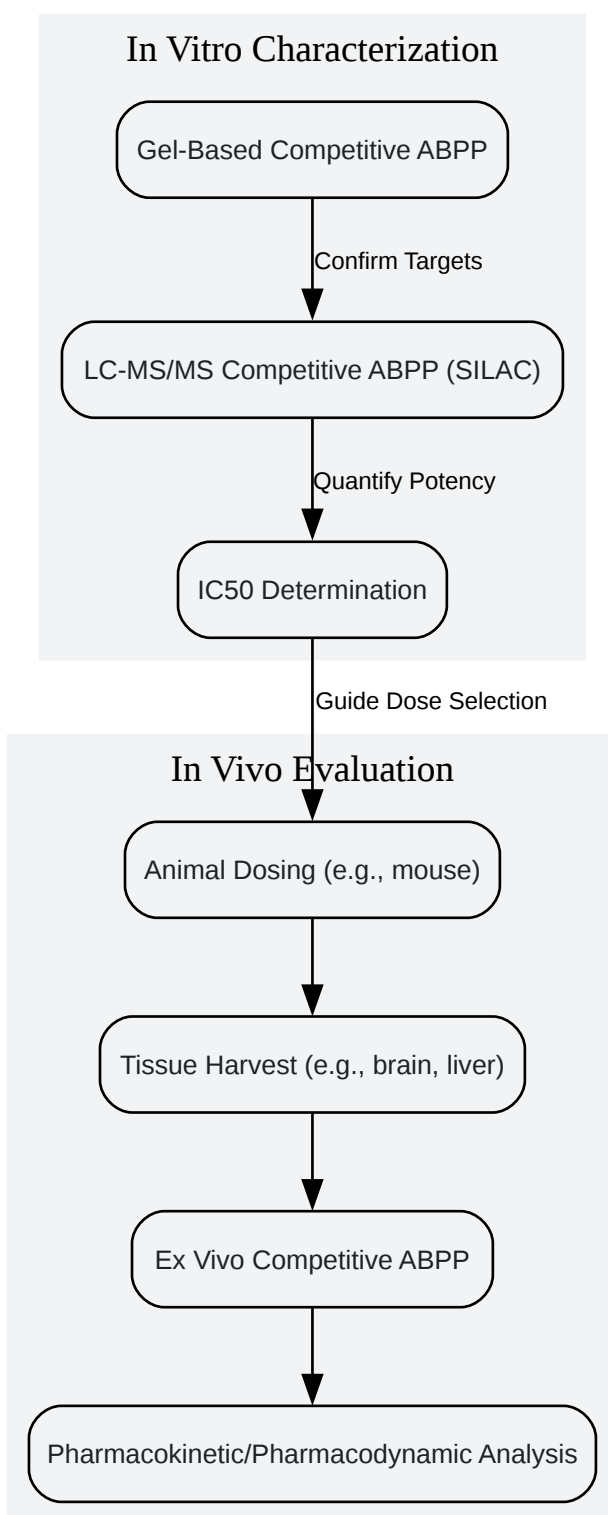 In Vitro Characterization
Gel-Based Competitive ABPP
Confirm Targets
LC-MS/MS Competitive ABPP (SILAC)
Quantify Potency
IC50 Determination
Guide Dose Selection
In Vivo Evaluation
Animal Dosing (e.g., mouse)
Tissue Harvest (e.g., brain, liver)
Ex Vivo Competitive ABPP
Pharmacokinetic/Pharmacodynamic Analysis